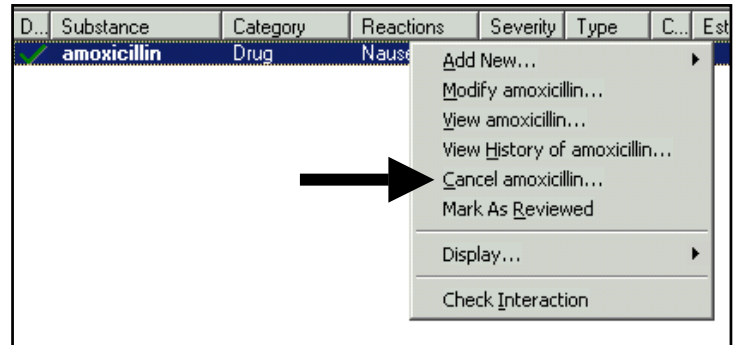 D... Substance Category Reactions Severity Type C... Est
amoxicillin Drug Nause
Add New...
Modify amoxicillin...
View amoxicillin...
View History of amoxicillin...
Cancel amoxicillin...
Mark As Reviewed
Display...
Check Interaction